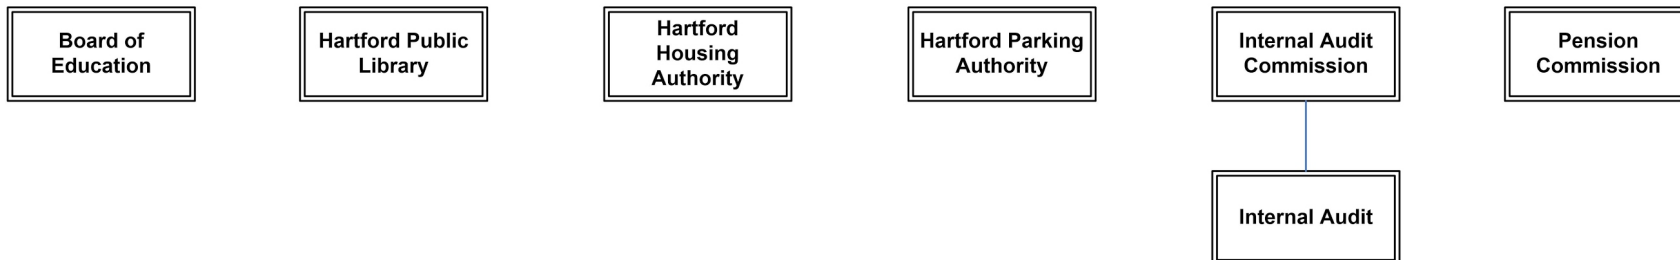 Board of
Education
Hartford Public
Library
Hartford
Housing
Authority
Hartford Parking
Authority
Internal Audit
Commission
Pension
Commission
Internal Audit